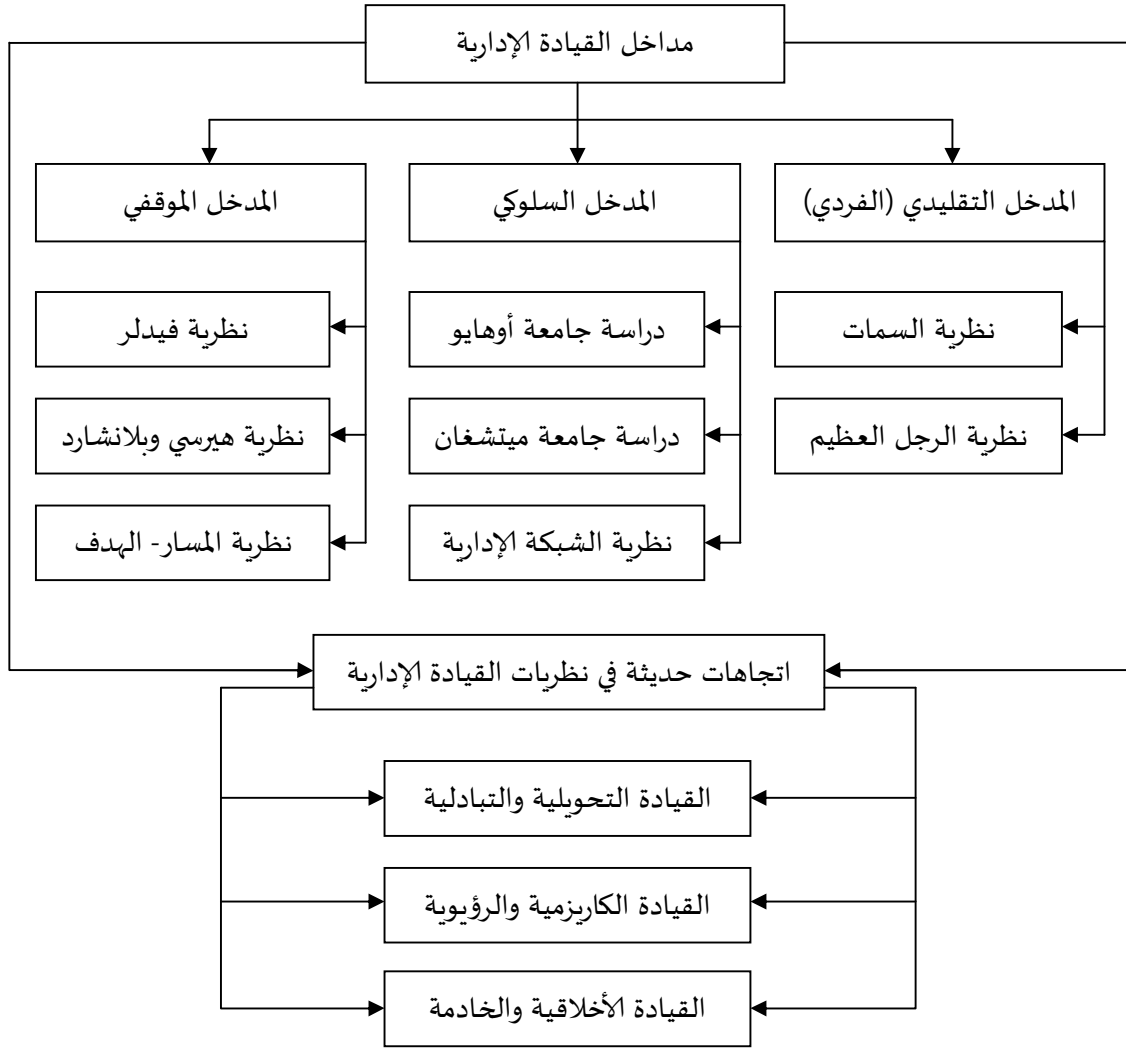 مداخل القيادة الإدارية
المدخل التقليدي (الفردي)
المدخل السلوكي
المدخل الموقفي
نظرية السمات
دراسة جامعة أوهايو
نظرية فيدلر
نظرية الرجل العظيم
دراسة جامعة ميتشغان
نظرية هيرسي وبلانشارد
نظرية الشبكة الإدارية
نظرية المسار- الهدف
اتجاهات حديثة في نظريات القيادة الإدارية
القيادة التحويلية والتبادلية
القيادة الكاريزمية والرؤيوية
القيادة الأخلاقية والخادمة